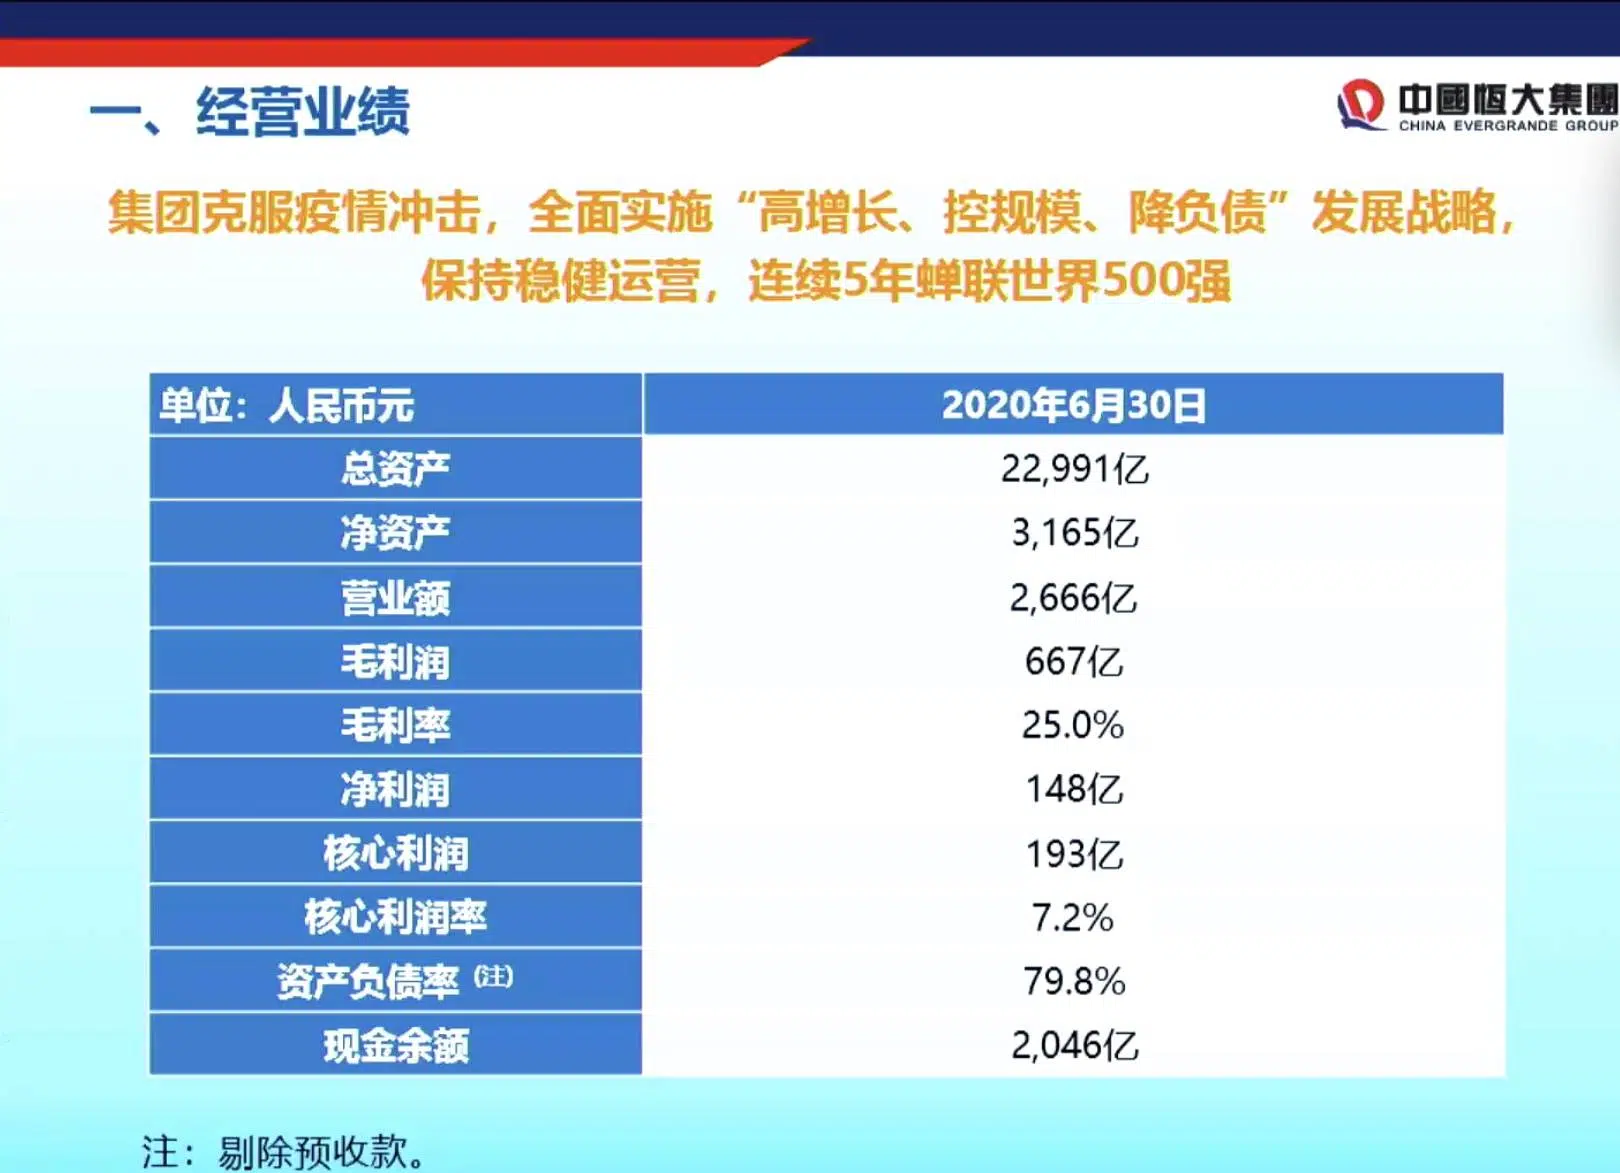 一、经营业绩
中國恆大集團
CHINA EVERGRANDE GROUP
集团克服疫情冲击，全面实施“高增长、控规模、降负债”发展战略，
保持稳健运营，连续5年蝉联世界500强
单位：人民币元 2020年6月30日
总资产 22,991亿
净资产 3,165亿
营业额 2,666亿
毛利润 667亿
毛利率 25.0%
净利润 148亿
核心利润 193亿
核心利润率 7.2%
资产负债率（注） 79.8%
现金余额 2,046亿
注：剔除预收款。